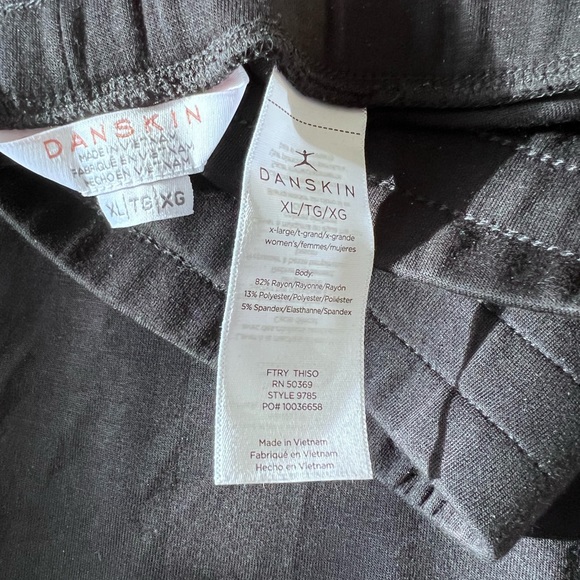 DANSKIN
MADE IN VIETNAM
FABRIQUÉ EN VIETNAM
HECHO EN VIETNAM
XL/TG/XG
DANSKIN
XL/TG/XG
x-large/t-grand/x-grande
women's/femmes/mujeres
Body:
82% Rayon/Rayonne/Rayón
13% Polyester/Polyester/Poliéster
5% Spandex/Elasthanne/Spandex
FTRY THISO
RN 50369
STYLE 9785
PO# 10036658
Made in Vietnam
Fabriqué en Vietnam
Hecho en Vietnam